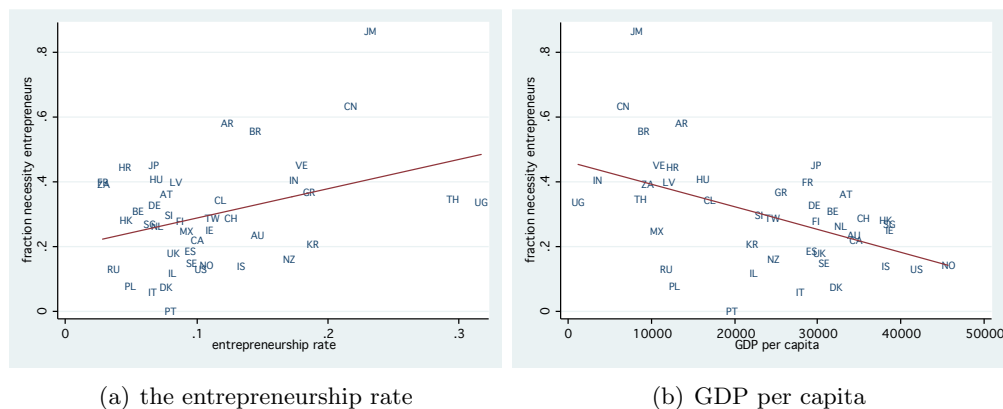 fraction necessity entrepreneurs
0 .2 .4 .6 .8
JM
CN
AR
BR
HR
JP
VE
ZA
HU
LV
IN
AT
GR
CL
TH
UG
DE
BE
SI
HK
FI
TW
CH
SG
NL
MX
IE
AU
CA
KR
ES
UK
SE
NO
US
IS
NZ
RU
IL
PL
DK
IT
PT
0 .1 .2 .3
entrepreneurship rate
(a) the entrepreneurship rate
fraction necessity entrepreneurs
0 .2 .4 .6 .8
JM
CN
AR
BR
VE
HR
JP
IN
ZA
LV
HU
FR
GR
AT
UG
TH
CL
DE
BE
SI
TW
FI
CH
HK
SG
NL
IE
MX
AU
CA
KR
ES
UK
NZ
SE
IS
US
NO
RU
IL
PL
IT
DK
PT
0 10000 20000 30000 40000 50000
GDP per capita
(b) GDP per capita